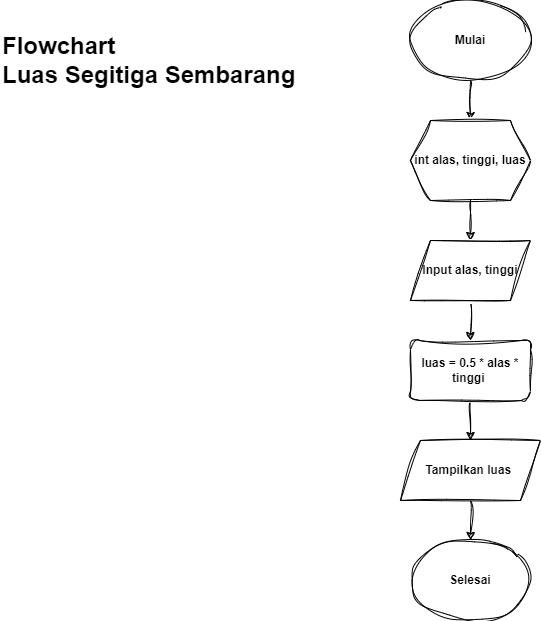 Flowchart
Luas Segitiga Sembarang
Mulai
int alas, tinggi, luas
Input alas, tinggi
luas = 0.5 * alas *
tinggi
Tampilkan luas
Selesai